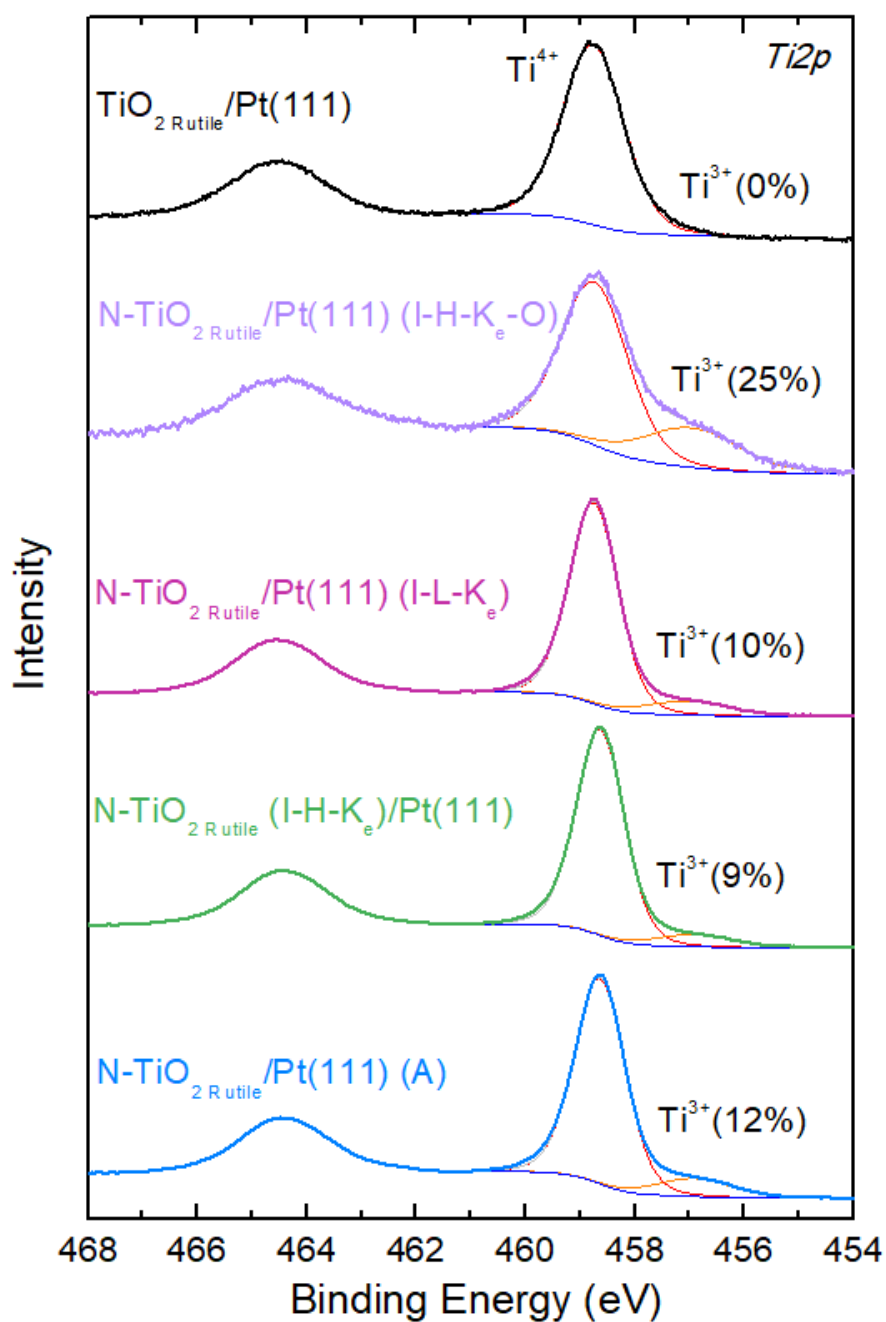 Ti2p
Ti⁴⁺
TiO₂ Rutile/Pt(111)
Ti³⁺(0%)
N-TiO₂ Rutile/Pt(111) (I-H-Kₑ-O)
Ti³⁺(25%)
N-TiO₂ Rutile/Pt(111) (I-L-Kₑ)
Ti³⁺(10%)
N-TiO₂ Rutile (I-H-Kₑ)/Pt(111)
Ti³⁺(9%)
N-TiO₂ Rutile/Pt(111) (A)
Ti³⁺(12%)
Intensity
468 466 464 462 460 458 456 454
Binding Energy (eV)